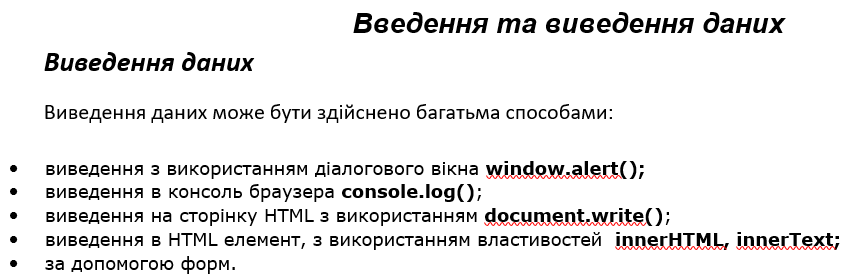 Введення та виведення даних
Виведення даних
Виведення даних може бути здійснено багатьма способами:
• виведення з використанням діалогового вікна window.alert();
• виведення в консоль браузера console.log();
• виведення на сторінку HTML з використанням document.write();
• виведення в HTML елемент, з використанням властивостей innerHTML, innerText;
• за допомогою форм.